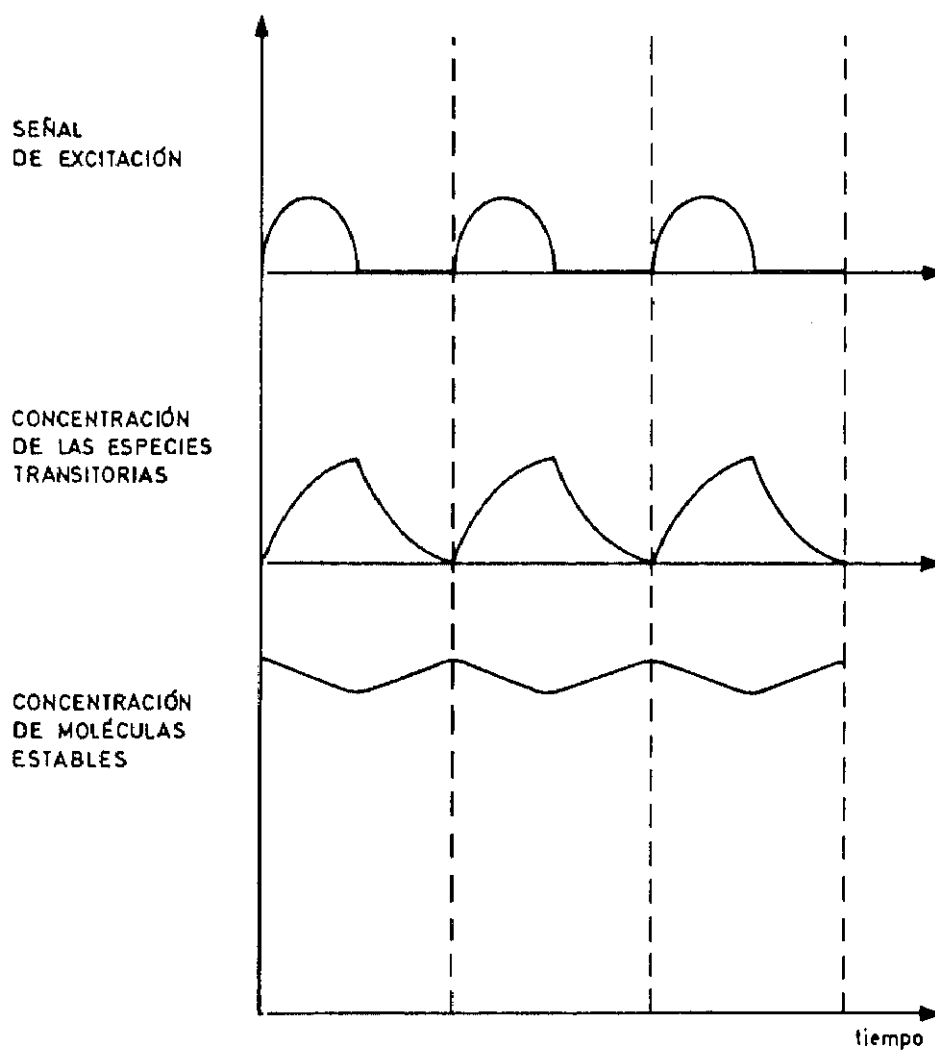 SEÑAL
DE EXCITACIÓN
CONCENTRACIÓN
DE LAS ESPECIES
TRANSITORIAS
CONCENTRACIÓN
DE MOLÉCULAS
ESTABLES
tiempo